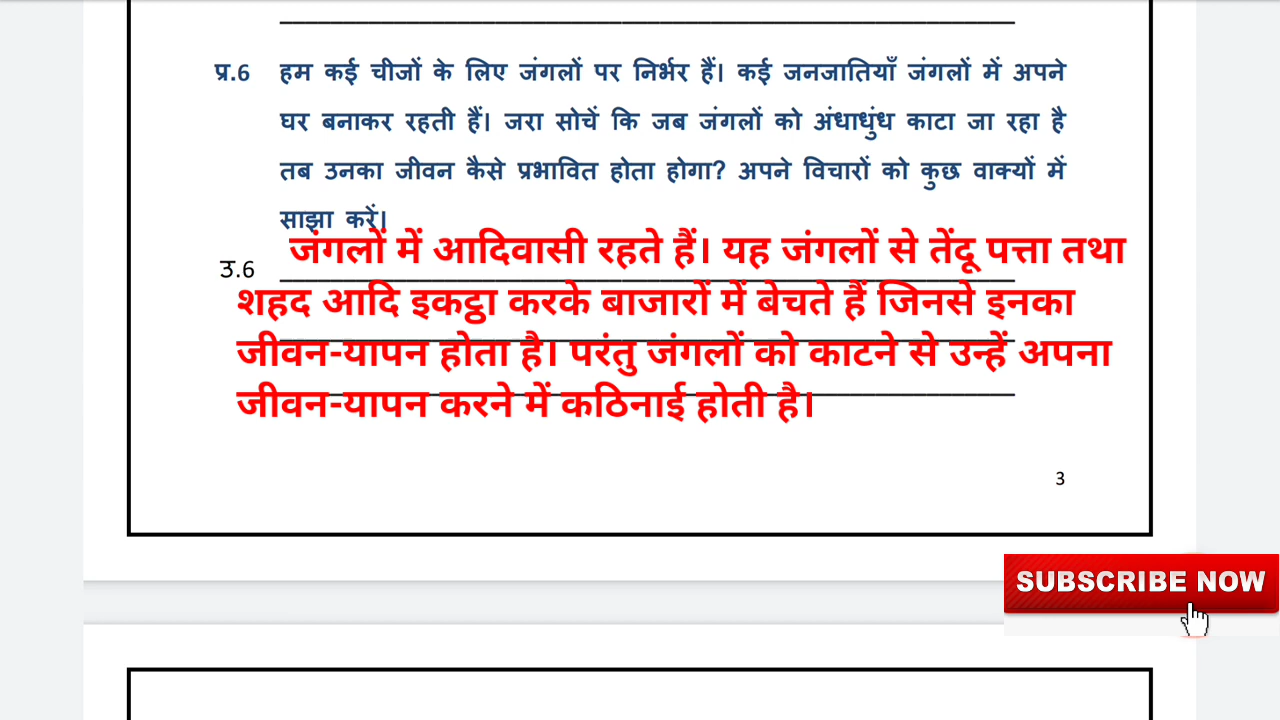 प्र.6 हम कई चीजों के लिए जंगलों पर निर्भर हैं। कई जनजातियाँ जंगलों में अपने
घर बनाकर रहती हैं। जरा सोचें कि जब जंगलों को अंधाधुंध काटा जा रहा है
तब उनका जीवन कैसे प्रभावित होता होगा? अपने विचारों को कुछ वाक्यों में
साझा करें।
उ.6 जंगलों में आदिवासी रहते हैं। यह जंगलों से तेंदू पत्ता तथा
शहद आदि इकट्ठा करके बाजारों में बेचते हैं जिनसे इनका
जीवन-यापन होता है। परंतु जंगलों को काटने से उन्हें अपना
जीवन-यापन करने में कठिनाई होती है।
3
SUBSCRIBE NOW